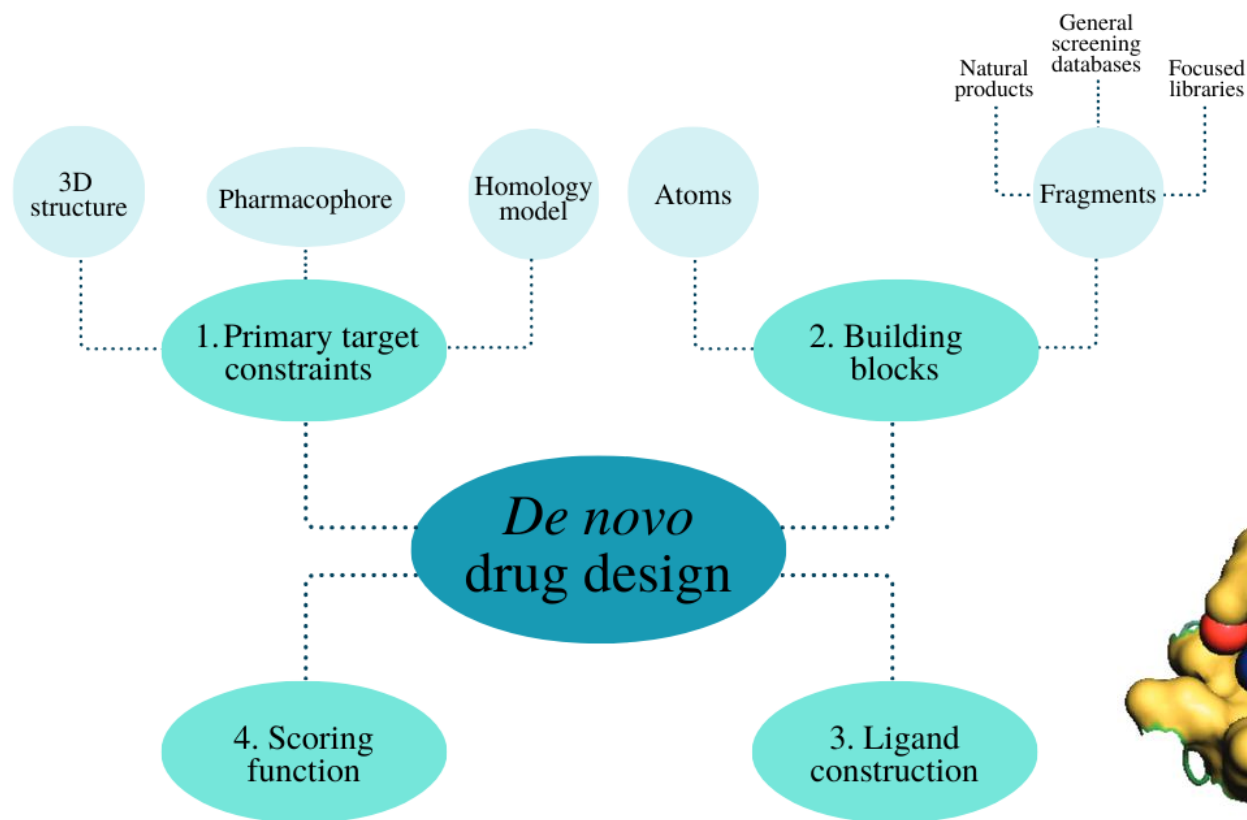 General
screening
databases
Natural
products
Focused
libraries
3D
structure
Pharmacophore
Homology
model
Atoms
Fragments
1. Primary target
constraints
2. Building
blocks
De novo
drug design
4. Scoring
function
3. Ligand
construction